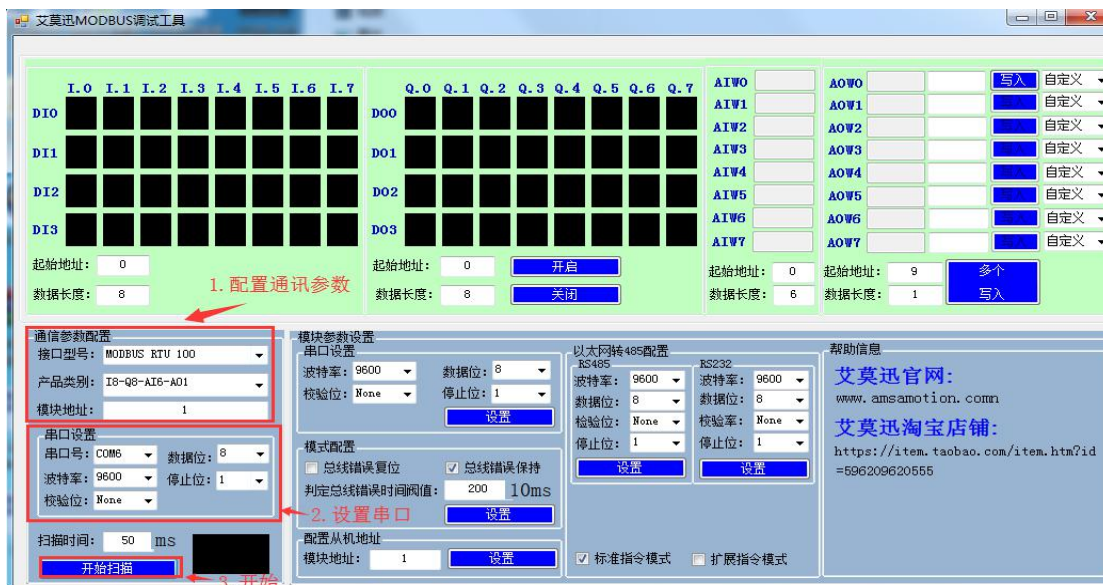 艾莫迅MODBUS调试工具
I.0 I.1 I.2 I.3 I.4 I.5 I.6 I.7
DI0
DI1
DI2
DI3
起始地址： 0
数据长度： 8
Q.0 Q.1 Q.2 Q.3 Q.4 Q.5 Q.6 Q.7
DO0
DO1
DO2
DO3
起始地址： 0 开启
数据长度： 8 关闭
AIW0
AIW1
AIW2
AIW3
AIW4
AIW5
AIW6
AIW7
起始地址： 0
数据长度： 6
AOW0 写入 自定义
AOW1 写入 自定义
AOW2 写入 自定义
AOW3 写入 自定义
AOW4 写入 自定义
AOW5 写入 自定义
AOW6 写入 自定义
AOW7 写入 自定义
起始地址： 9
数据长度： 1
多个
写入
1.配置通讯参数
通信参数配置
接口型号： MODBUS RTU 100
产品类别： I8-Q8-AI6-AO1
模块地址： 1
串口设置
串口号： COM6 数据位： 8
波特率： 9600 停止位： 1
校验位： None
2.设置串口
扫描时间： 50 ms
开始扫描
3.开始
模块参数设置
串口设置
波特率： 9600 数据位： 8
校验位： None 停止位： 1
设置
模式配置
总线错误复位 总线错误保持
判定总线错误时间阀值： 200 10ms
设置
配置从机地址
模块地址： 1 设置
以太网转485配置
RS485
波特率： 9600
数据位： 8
检验位： None
停止位： 1
设置
RS232
波特率： 9600
数据位： 8
校验率： None
停止位： 1
设置
标准指令模式 扩展指令模式
帮助信息
艾莫迅官网:
www.amsamotion.comn
艾莫迅淘宝店铺:
https://item.taobao.com/item.htm?id
=596209620555